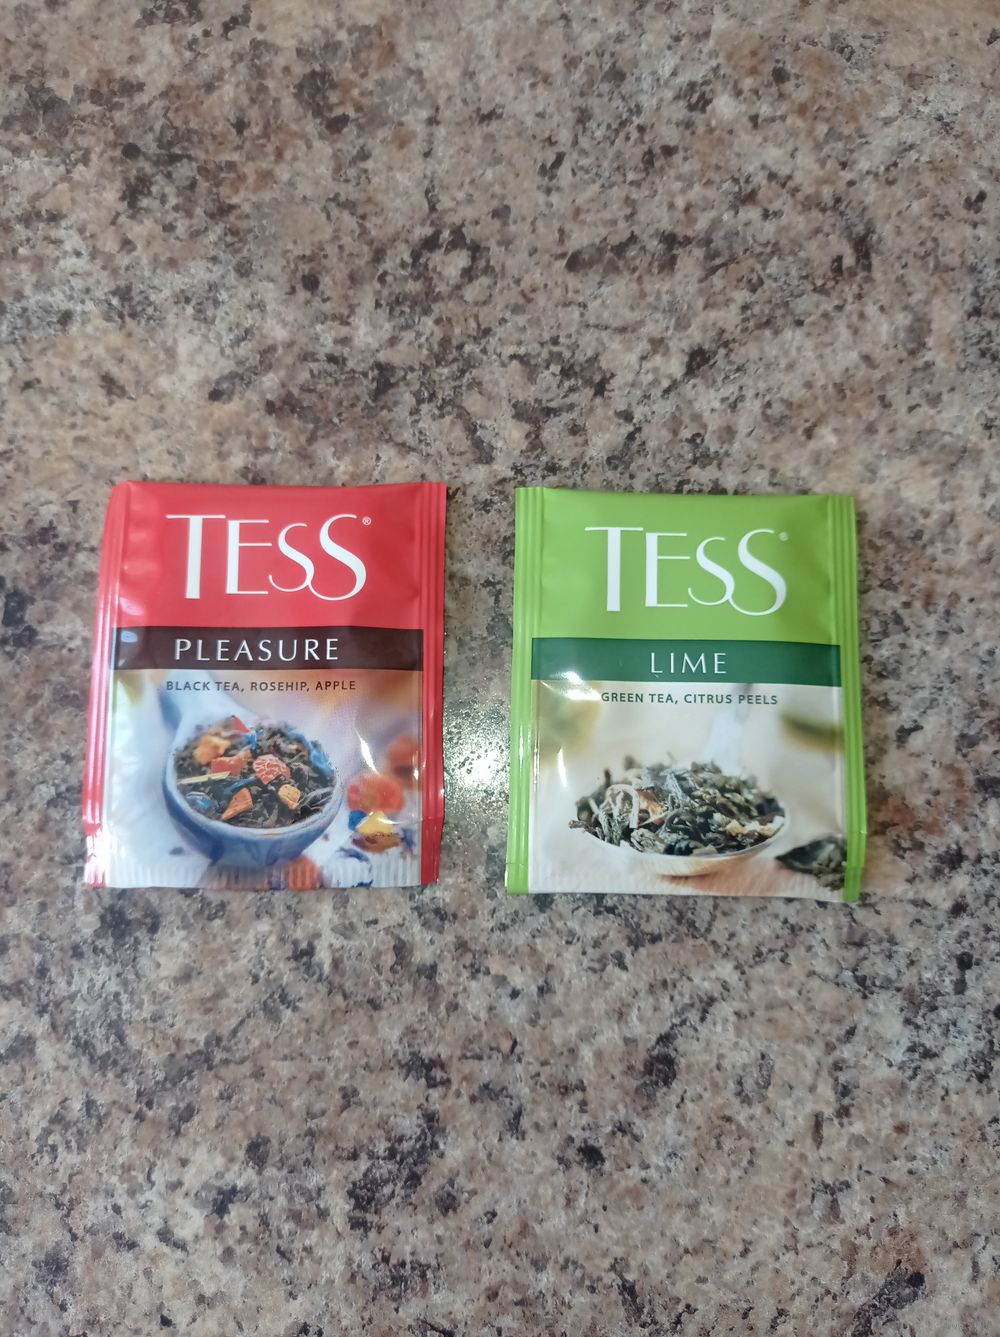 TESS®
PLEASURE
BLACK TEA, ROSEHIP, APPLE
TESS®
LIME
GREEN TEA, CITRUS PEELS